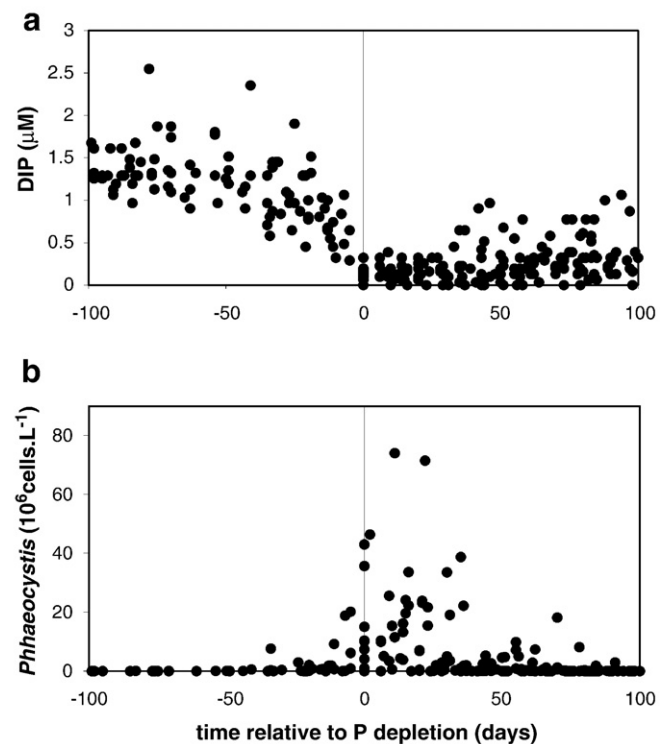 a
3
2.5
2
1.5
1
0.5
0
DIP (µM)
-100 -50 0 50 100
b
80
60
40
20
0
Phhaeocystis (10⁶cells.L⁻¹)
-100 -50 0 50 100
time relative to P depletion (days)